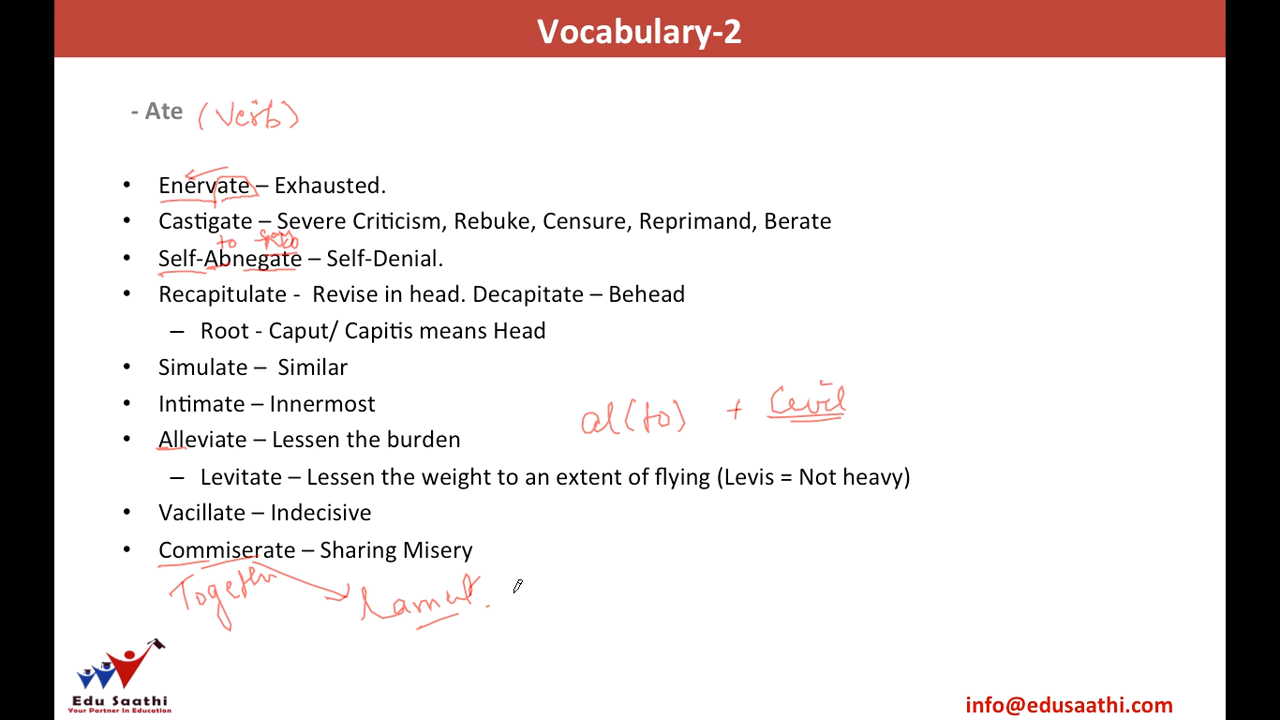 Vocabulary-2
- Ate (Verb)
• Enervate – Exhausted.
• Castigate – Severe Criticism, Rebuke, Censure, Reprimand, Berate
to
• Self-Abnegate – Self-Denial.
• Recapitulate - Revise in head. Decapitate – Behead
– Root - Caput/ Capitis means Head
• Simulate – Similar
• Intimate – Innermost
al(to) +
• Alleviate – Lessen the burden
– Levitate – Lessen the weight to an extent of flying (Levis = Not heavy)
• Vacillate – Indecisive
• Commiserate – Sharing Misery
Together Lament.
Edu Saathi
Your Partner In Education
info@edusaathi.com